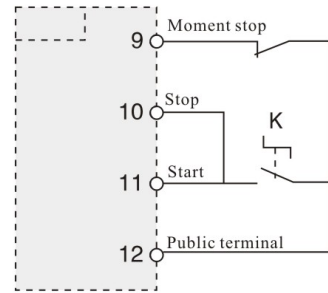 9 Moment stop
10 Stop
K
11 Start
12 Public terminal